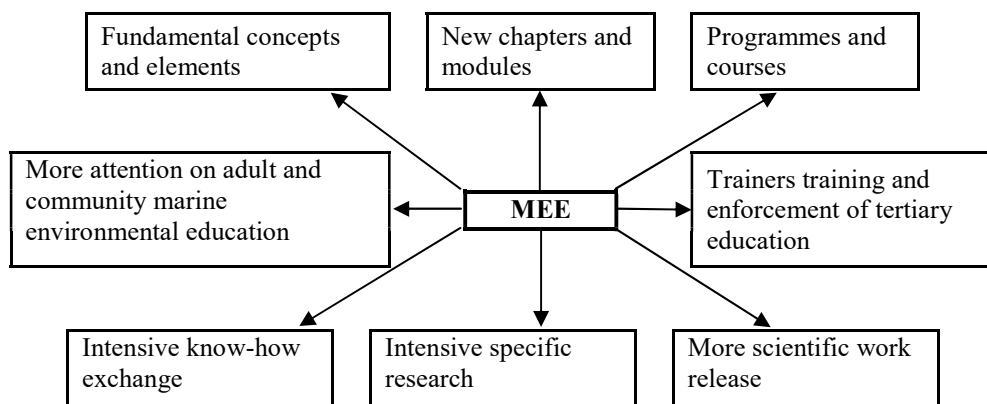 Fundamental concepts
and elements
New chapters and
modules
Programmes and
courses
More attention on adult and
community marine
environmental education
MEE
Trainers training and
enforcement of tertiary
education
Intensive know-how
exchange
Intensive specific
research
More scientific work
release